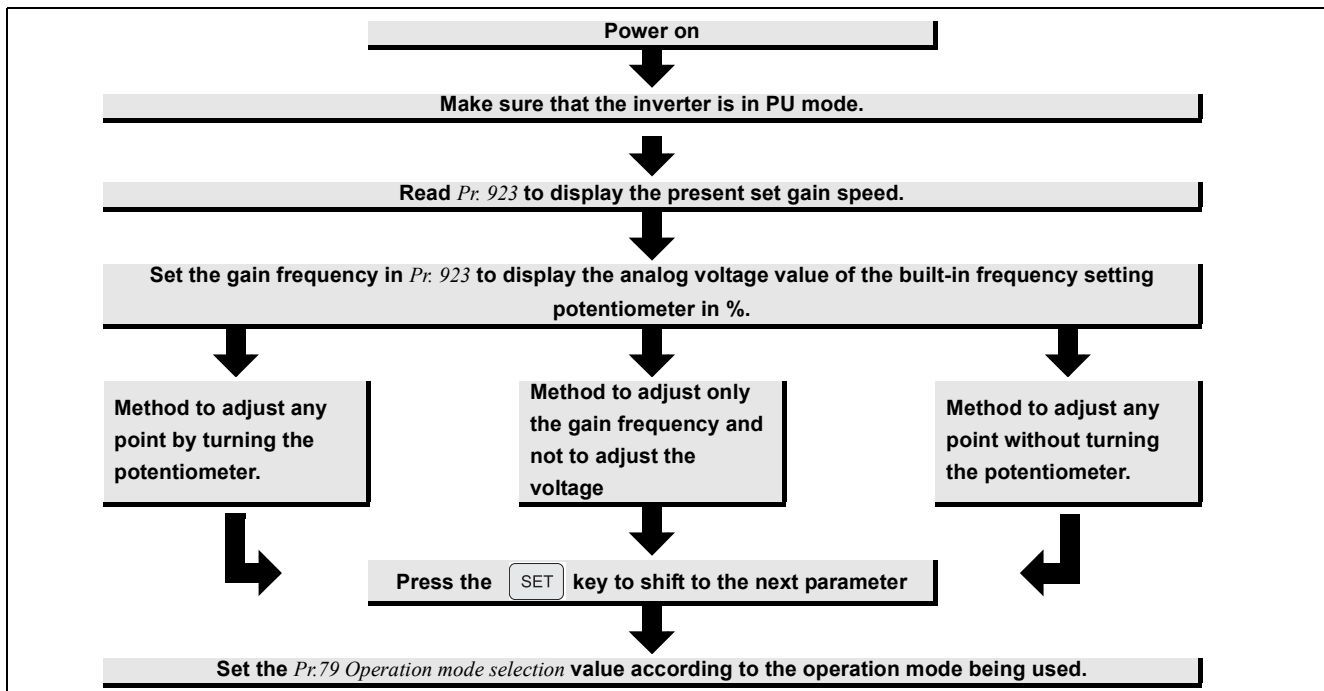 Power on
Make sure that the inverter is in PU mode.
Read Pr. 923 to display the present set gain speed.
Set the gain frequency in Pr. 923 to display the analog voltage value of the built-in frequency setting
potentiometer in %.
Method to adjust any
point by turning the
potentiometer.
Method to adjust only
the gain frequency and
not to adjust the
voltage
Method to adjust any
point without turning
the potentiometer.
Press the SET key to shift to the next parameter
Set the Pr.79 Operation mode selection value according to the operation mode being used.